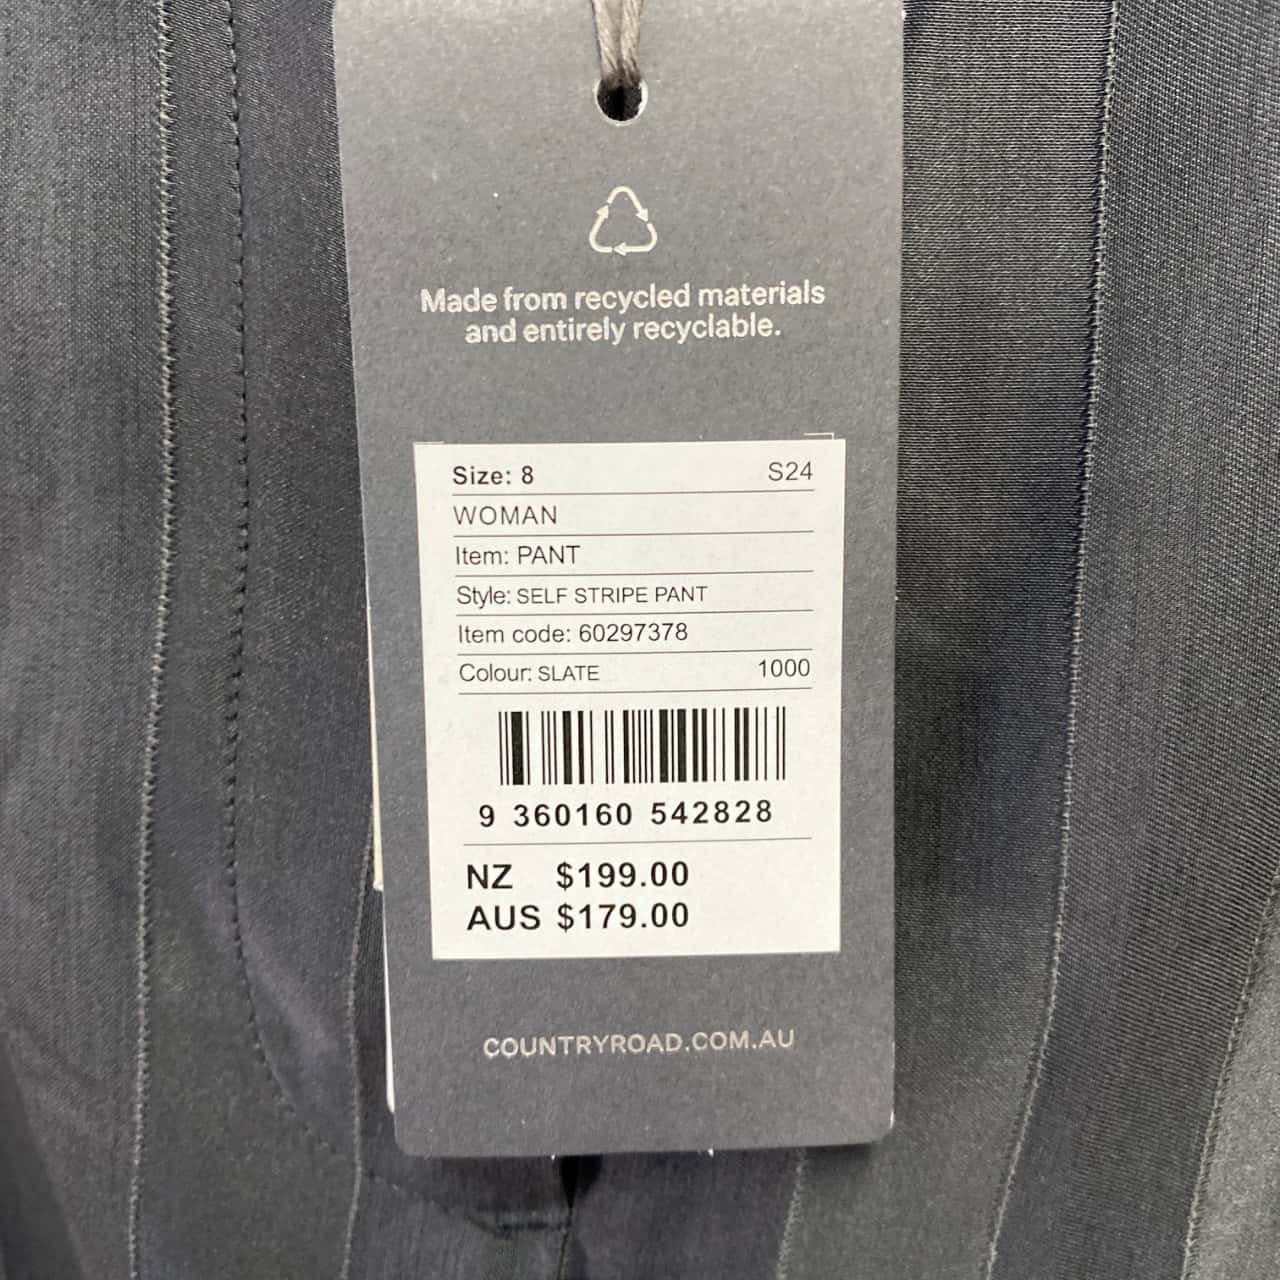 Made from recycled materials
and entirely recyclable.
Size: 8 S24
WOMAN
Item: PANT
Style: SELF STRIPE PANT
Item code: 60297378
Colour: SLATE 1000
9 360160 542828
NZ $199.00
AUS $179.00
COUNTRYROAD.COM.AU